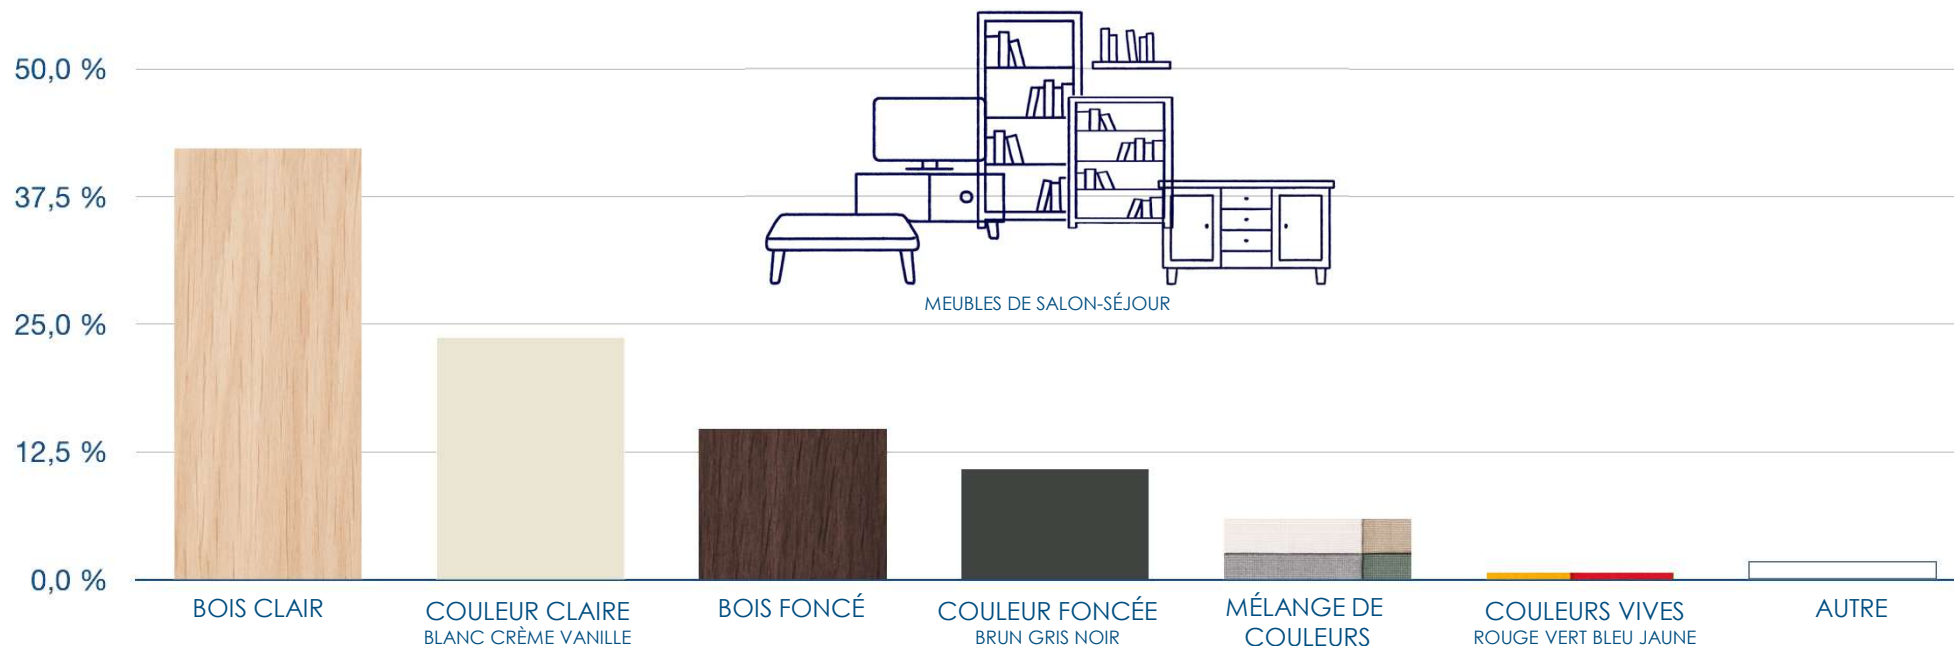 50,0 %
37,5 %
MEUBLES DE SALON-SÉJOUR
25,0 %
12,5 %
0,0 %
BOIS CLAIR
COULEUR CLAIRE
BLANC CRÈME VANILLE
BOIS FONCÉ
COULEUR FONCÉE
BRUN GRIS NOIR
MÉLANGE DE
COULEURS
COULEURS VIVES
ROUGE VERT BLEU JAUNE
AUTRE